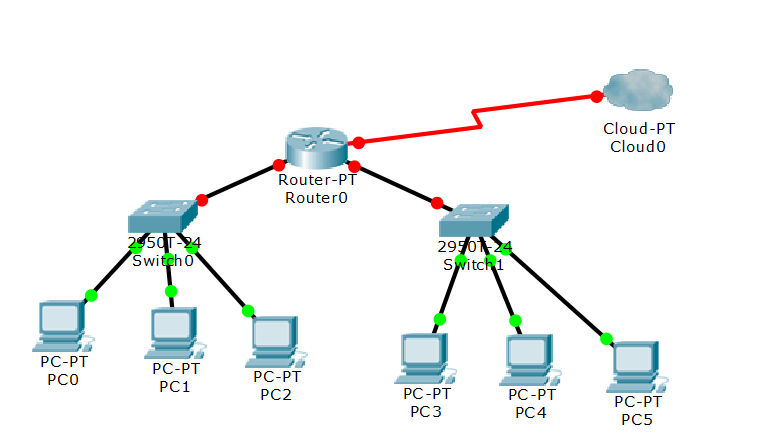 Cloud-PT
Cloud0
Router-PT
Router0
2950T-24
Switch0
2950T-24
Switch1
PC-PT
PC0
PC-PT
PC1
PC-PT
PC2
PC-PT
PC3
PC-PT
PC4
PC-PT
PC5